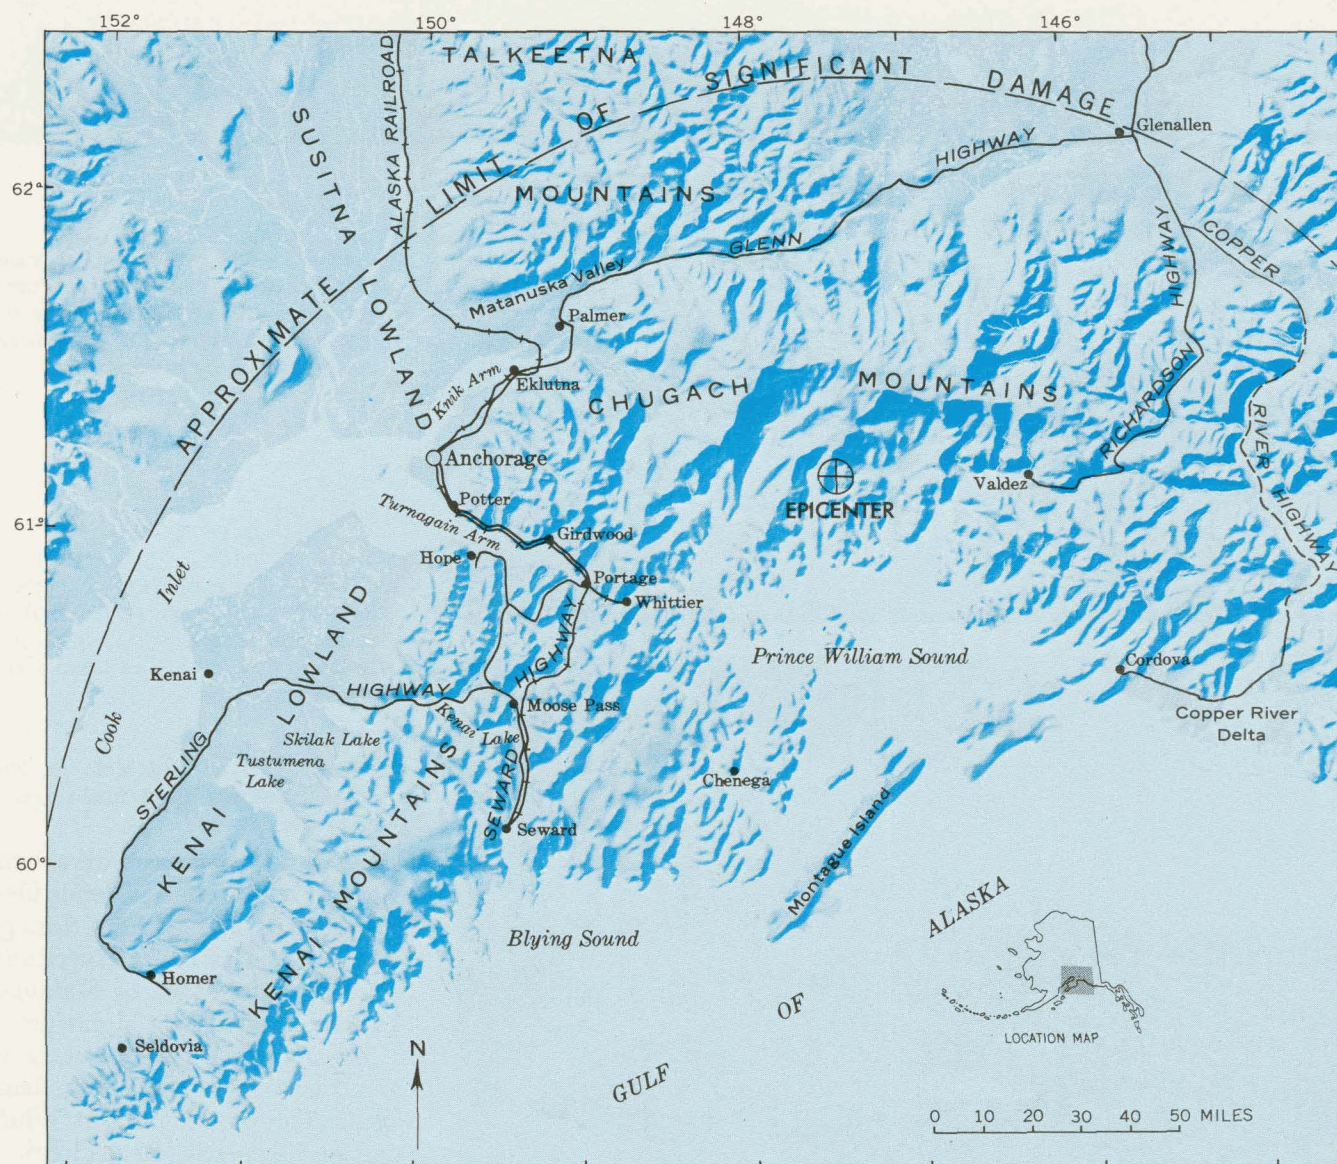 152°
150°
148°
146°
TALKEETNA
MOUNTAINS
APPROXIMATE LIMIT OF SIGNIFICANT DAMAGE
SUSITNA LOWLAND
ALASKA RAILROAD
Glenallen
GLENN HIGHWAY
62°
RICHARDSON HIGHWAY
COPPER RIVER HIGHWAY
Matanuska Valley
Palmer
Knik Arm
Eklutna
CHUGACH MOUNTAINS
Anchorage
EPICENTER
Valdez
Potter
Turnagain Arm
61°
Girdwood
Hope
Portage
Whittier
Cook Inlet
Kenai
KENAI LOWLAND
STERLING HIGHWAY
SEWARD HIGHWAY
Prince William Sound
Cordova
Copper River
Delta
Moose Pass
Kenai Lake
Skilak Lake
Tustumena
Lake
Chenega
Montague Island
KENAI MOUNTAINS
Seward
60°
Blying Sound
Homer
Seldovia
GULF OF ALASKA
LOCATION MAP
N
0 10 20 30 40 50 MILES